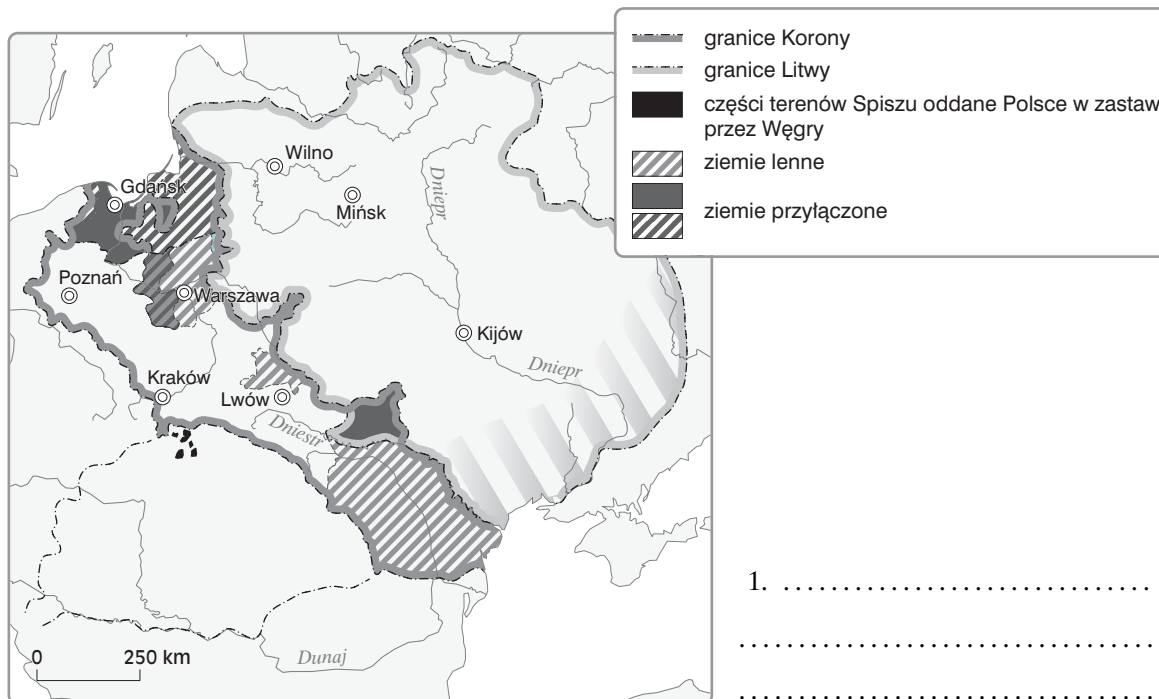 granice Korony
granice Litwy
części terenów Spiszu oddane Polsce w zastaw
przez Węgry
ziemie lenne
ziemie przyłączone
Wilno
Gdańsk
Mińsk
Dniepr
Poznań
Warszawa
Kijów
Dniepr
Kraków
Lwów
Dniestr
Dunaj
0 250 km
1. ..............................
..................................
..................................